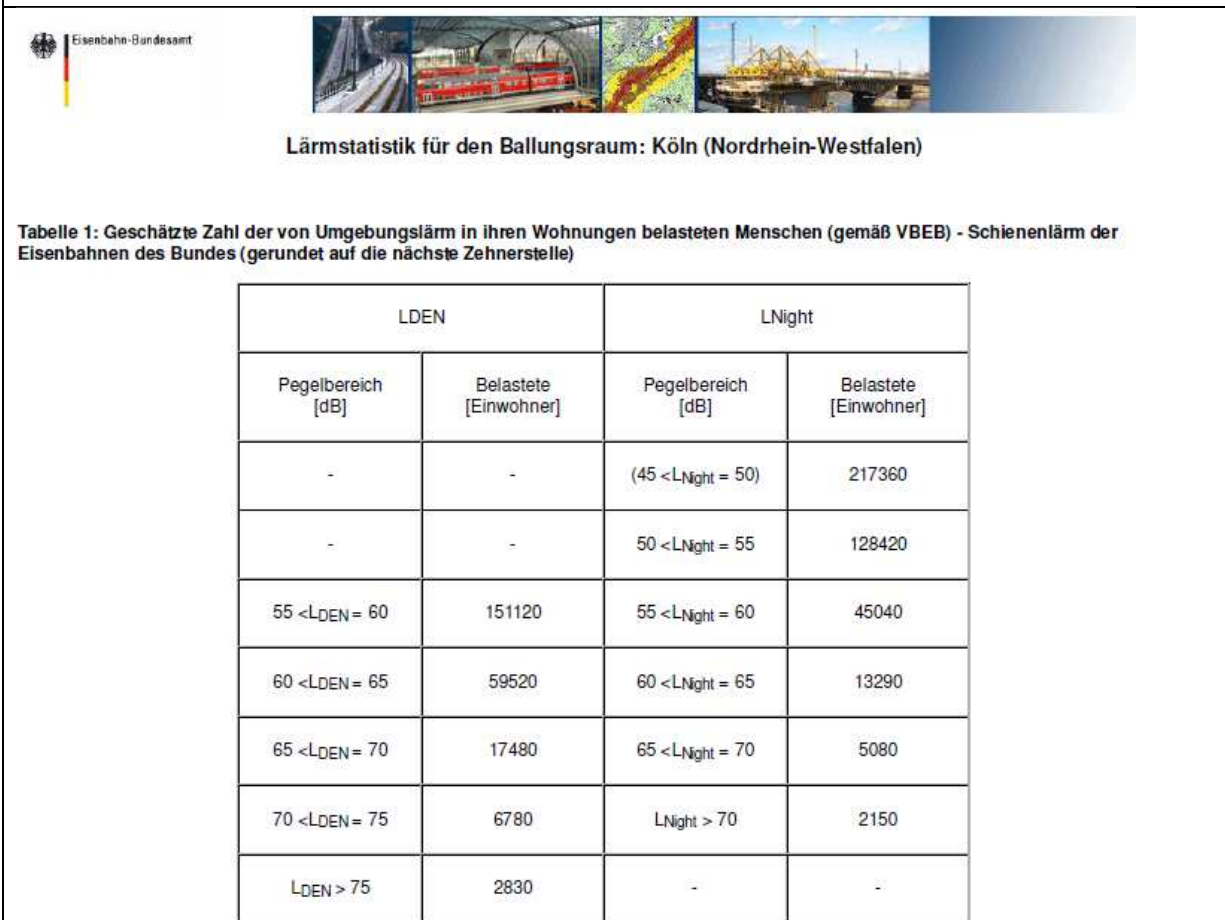 Eisenbahn-Bundesamt
Lärmstatistik für den Ballungsraum: Köln (Nordrhein-Westfalen)
Tabelle 1: Geschätzte Zahl der von Umgebungslärm in ihren Wohnungen belasteten Menschen (gemäß VBEB) - Schienenlärm der
Eisenbahnen des Bundes (gerundet auf die nächste Zehnerstelle)
LDEN LNight
Pegelbereich [dB] Belastete [Einwohner] Pegelbereich [dB] Belastete [Einwohner]
- - (45 <LNight = 50) 217360
- - 50 <LNight = 55 128420
55 <LDEN = 60 151120 55 <LNight = 60 45040
60 <LDEN = 65 59520 60 <LNight = 65 13290
65 <LDEN = 70 17480 65 <LNight = 70 5080
70 <LDEN = 75 6780 LNight > 70 2150
LDEN > 75 2830 - -